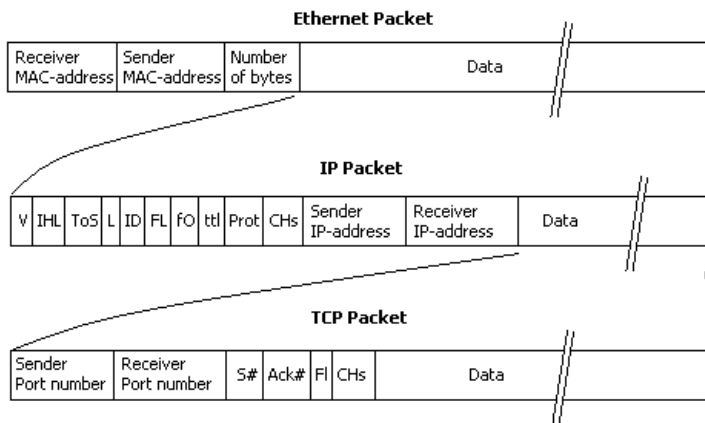 Ethernet Packet
Receiver MAC-address
Sender MAC-address
Number of bytes
Data
IP Packet
V IHL ToS L ID FL fO ttl Prot CHs
Sender IP-address
Receiver IP-address
Data
TCP Packet
Sender Port number
Receiver Port number
S# Ack# Fl CHs
Data